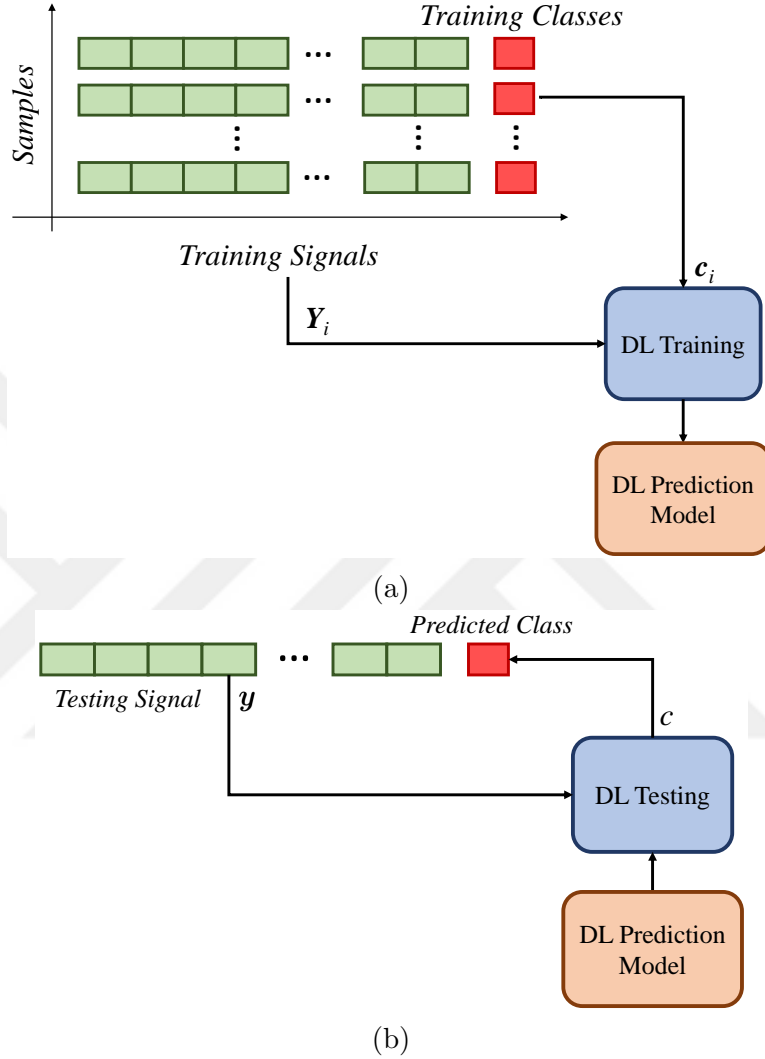 Training Classes
...
Samples
...
...
Training Signals
c_i
Y_i
DL Training
DL Prediction
Model
(a)
Predicted Class
...
Testing Signal
y
c
DL Testing
DL Prediction
Model
(b)